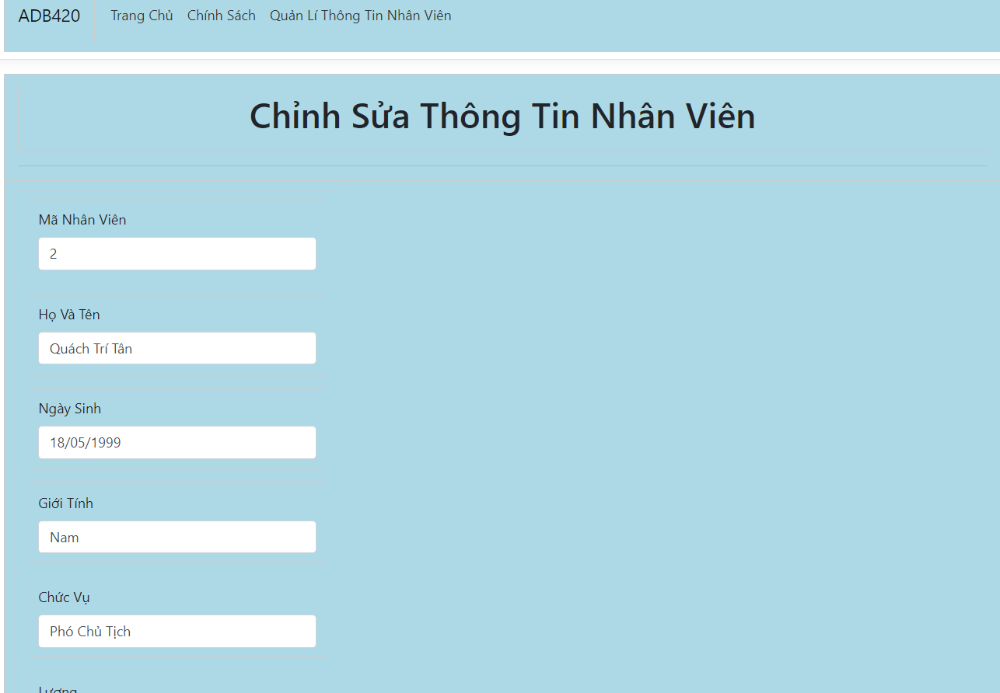 ADB420 Trang Chủ Chính Sách Quản Lí Thông Tin Nhân Viên
Chỉnh Sửa Thông Tin Nhân Viên
Mã Nhân Viên
2
Họ Và Tên
Quách Trí Tân
Ngày Sinh
18/05/1999
Giới Tính
Nam
Chức Vụ
Phó Chủ Tịch
Lương